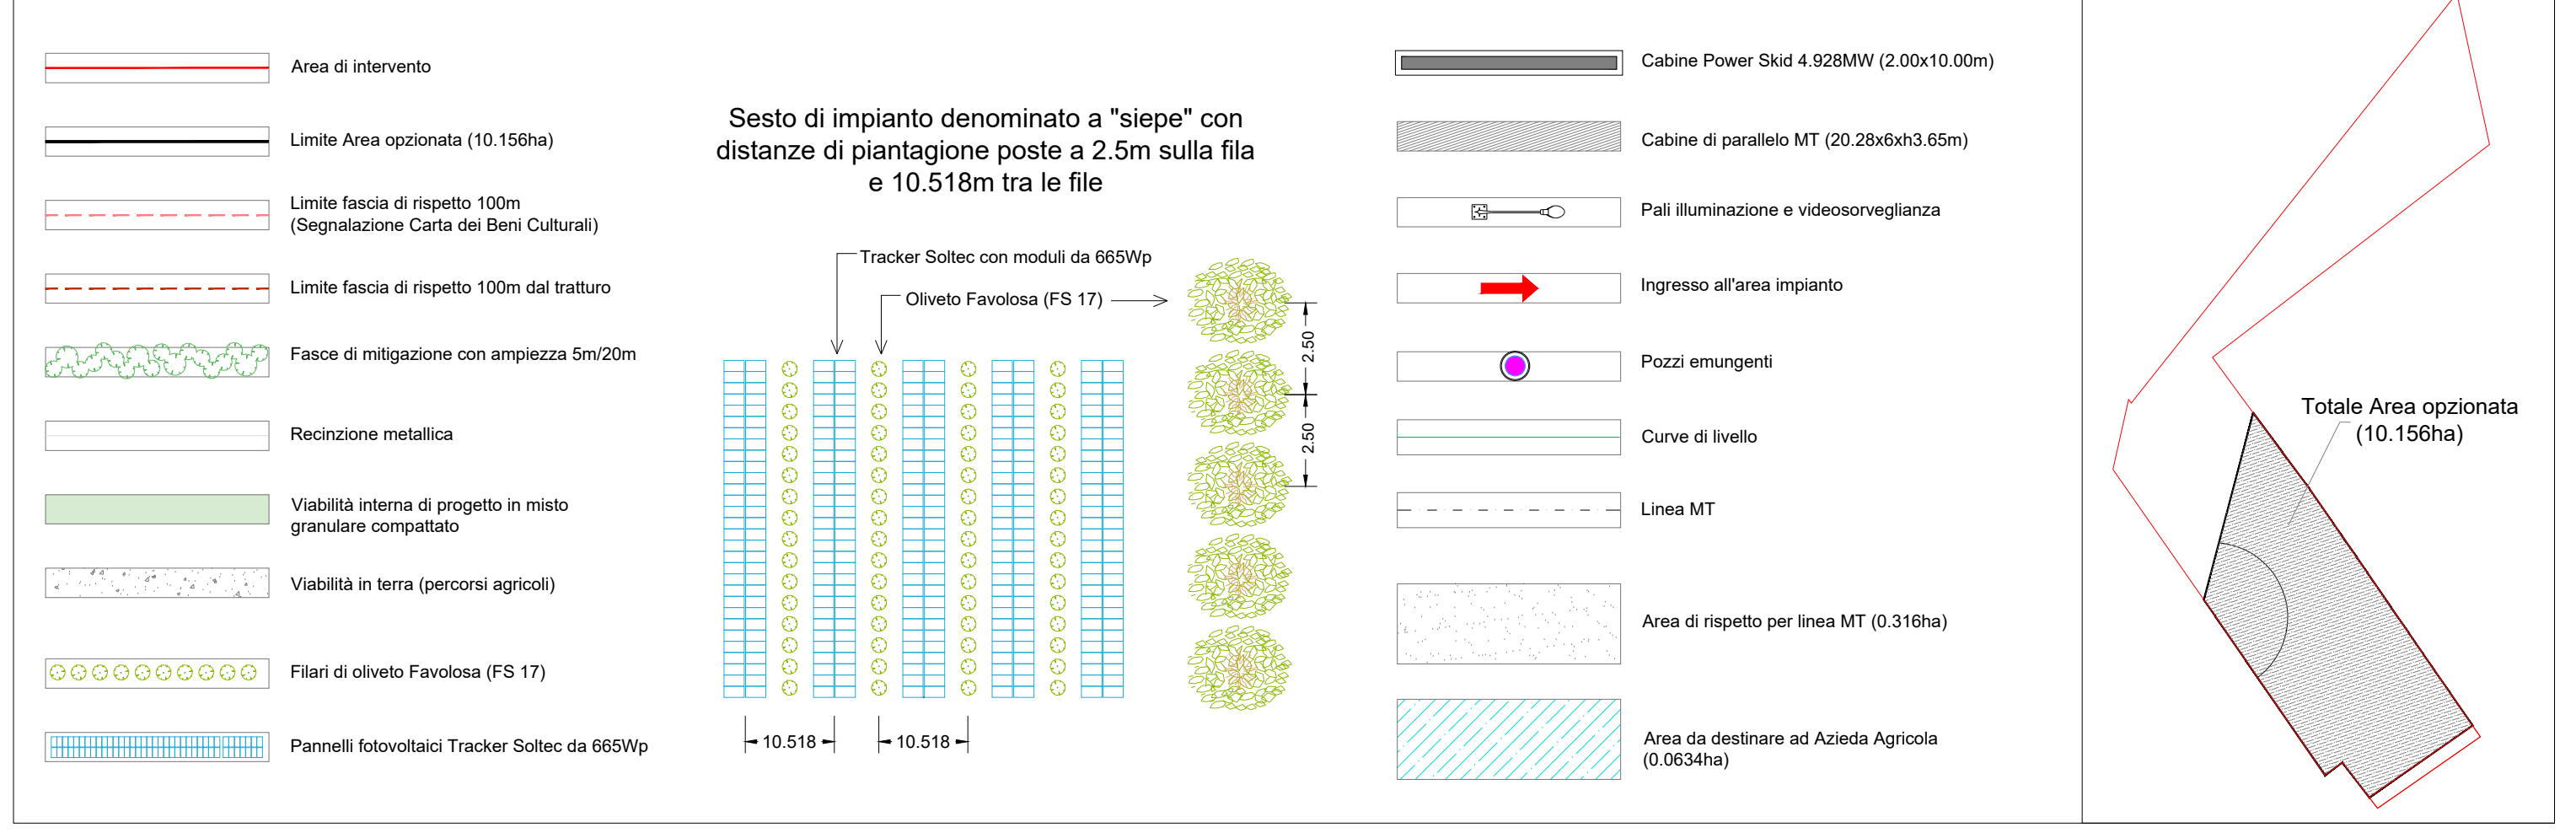 Area di intervento
Limite Area opzionata (10.156ha)
Limite fascia di rispetto 100m
(Segnalazione Carta dei Beni Culturali)
Limite fascia di rispetto 100m dal tratturo
Fasce di mitigazione con ampiezza 5m/20m
Recinzione metallica
Viabilità interna di progetto in misto
granulare compattato
Viabilità in terra (percorsi agricoli)
Filari di oliveto Favolosa (FS 17)
Pannelli fotovoltaici Tracker Soltec da 665Wp
Sesto di impianto denominato a "siepe" con
distanze di piantagione poste a 2.5m sulla fila
e 10.518m tra le file
Tracker Soltec con moduli da 665Wp
Oliveto Favolosa (FS 17)
2.50
2.50
10.518
10.518
Cabine Power Skid 4.928MW (2.00x10.00m)
Cabine di parallelo MT (20.28x6xh3.65m)
Pali illuminazione e videosorveglianza
Ingresso all'area impianto
Pozzi emungenti
Curve di livello
Linea MT
Area di rispetto per linea MT (0.316ha)
Area da destinare ad Azieda Agricola
(0.0634ha)
Totale Area opzionata
(10.156ha)